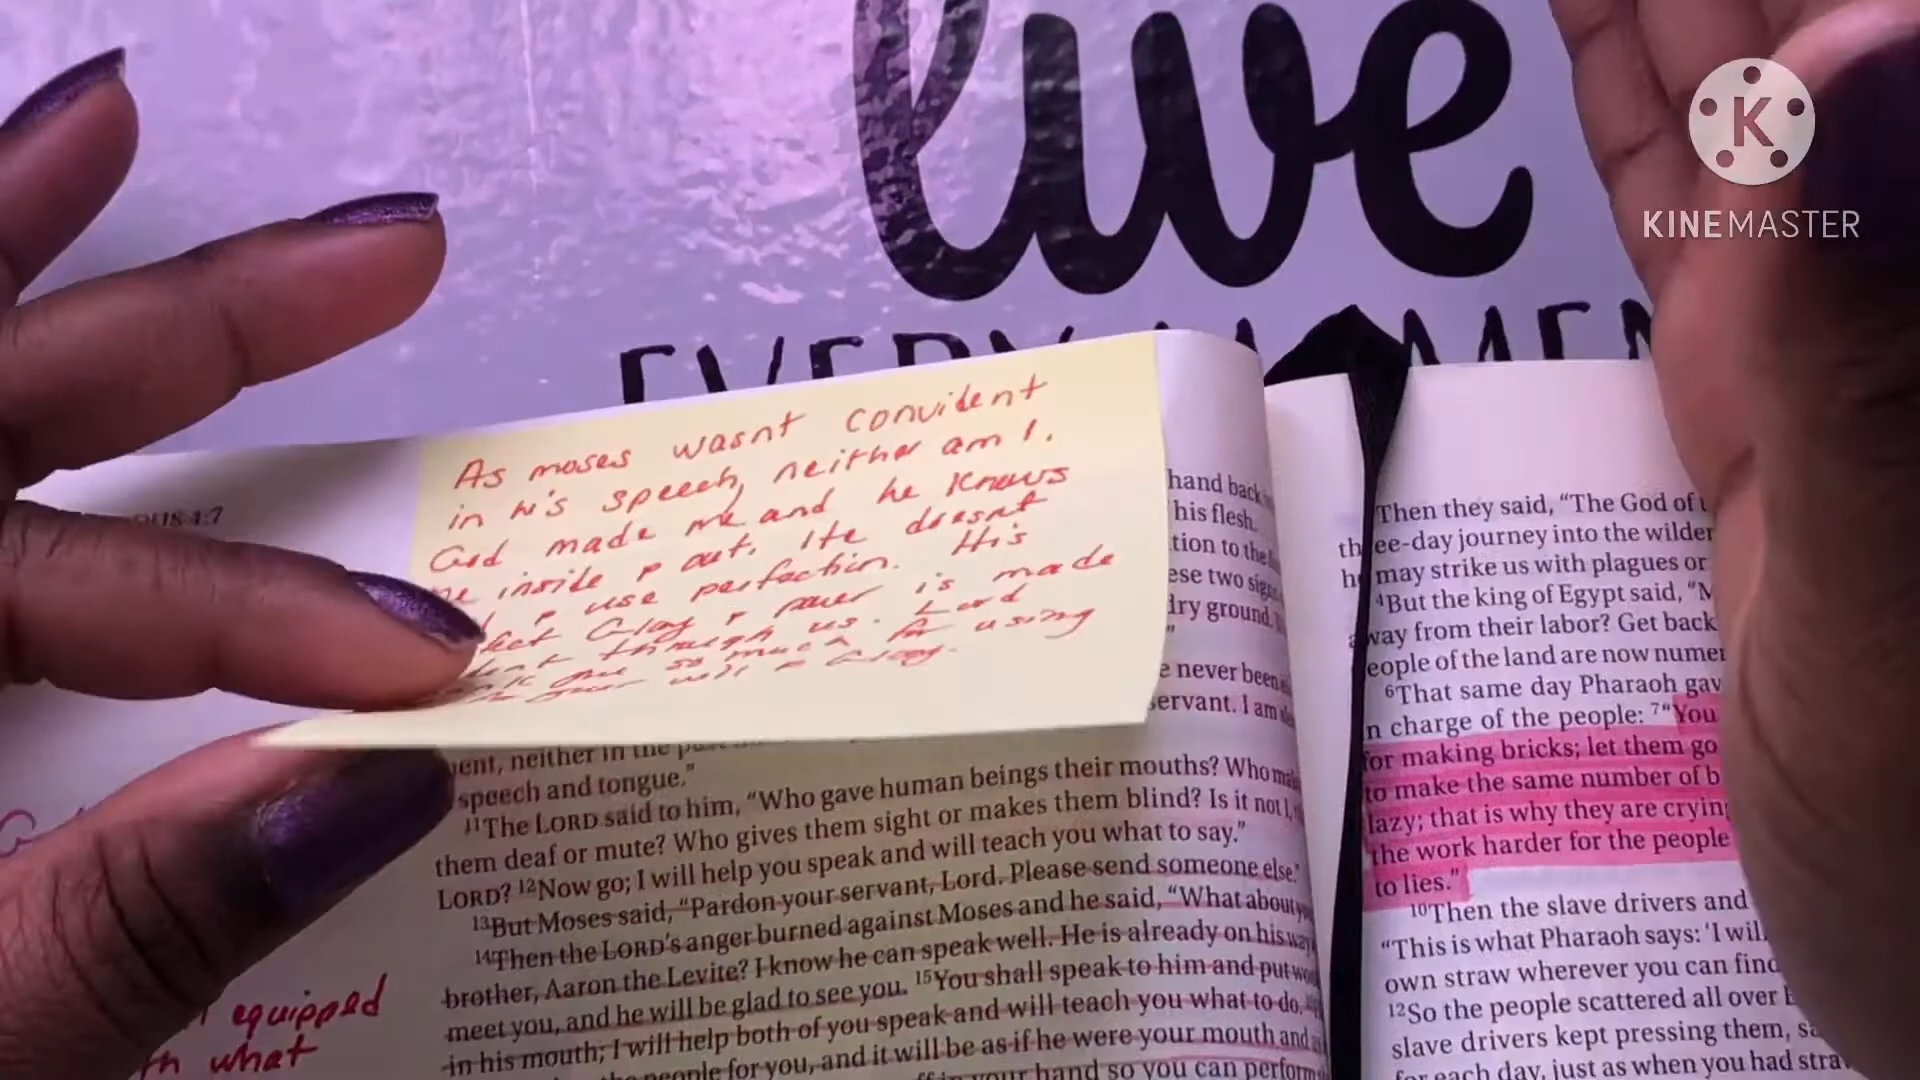 live
EVERY MOMEN
KINEMASTER
As moses wasnt convident
in his speech, neither am I.
God made me and he knows
me inside & out. He doesnt
& use perfection. His
Glory & power is made
through us. Lord
so much for using
your will & Glory.
4:7
equipped
what
hand back
his flesh.
tion to the
ese two signs
dry ground.
e never been
servant. I am
ent, neither in the
speech and tongue.”
11The LORD said to him, “Who gave human beings their mouths? Who
them deaf or mute? Who gives them sight or makes them blind? Is it not I,
LORD? 12Now go; I will help you speak and will teach you what to say.”
13But Moses said, “Pardon your servant, Lord. Please send someone else.”
14Then the LORD’s anger burned against Moses and he said, “What about
brother, Aaron the Levite? I know he can speak well. He is already on his way
meet you, and he will be glad to see you. 15You shall speak to him and put
in his mouth; I will help both of you speak and will teach you what to do.
people for you, and it will be as if he were your mouth and
in your hand so you can perform
Then they said, “The God of
three-day journey into the wilder
he may strike us with plagues or
4But the king of Egypt said, “M
away from their labor? Get back
eople of the land are now numer
6That same day Pharaoh gav
n charge of the people: 7“You
for making bricks; let them go
to make the same number of b
lazy; that is why they are crying
the work harder for the people
to lies.”
10Then the slave drivers and
“This is what Pharaoh says: ‘I wil
own straw wherever you can find
12So the people scattered all over
slave drivers kept pressing them, sa
for each day, just as when you had stra